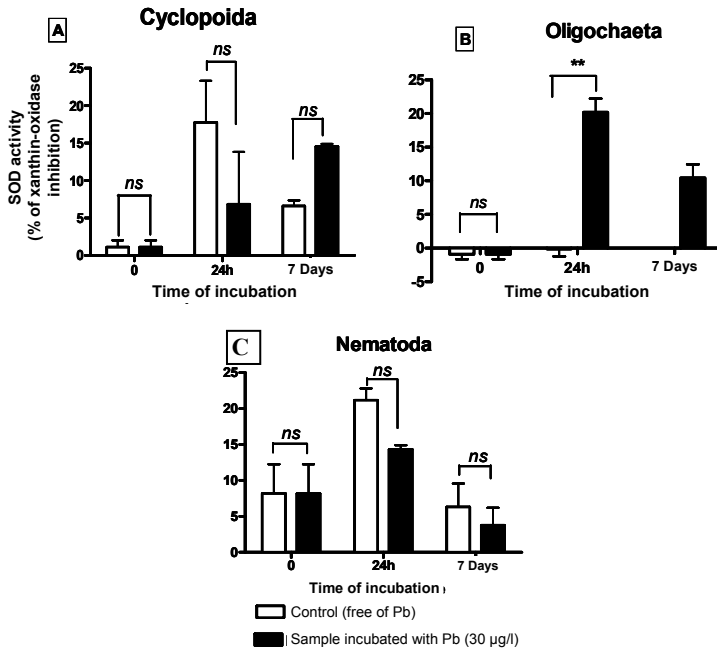 A
Cyclopoida
SOD activity
(% of xanthin-oxidase
inhibition)
25
20
15
10
5
0
ns
ns
ns
0
24h
7 Days
Time of incubation
B
Oligochaeta
25
20
15
10
5
0
-5
ns
**
0
24h
7 Days
Time of incubation
C
Nematoda
25
20
15
10
5
0
ns
ns
ns
0
24h
7 Days
Time of incubation
Control (free of Pb)
Sample incubated with Pb (30 µg/l)